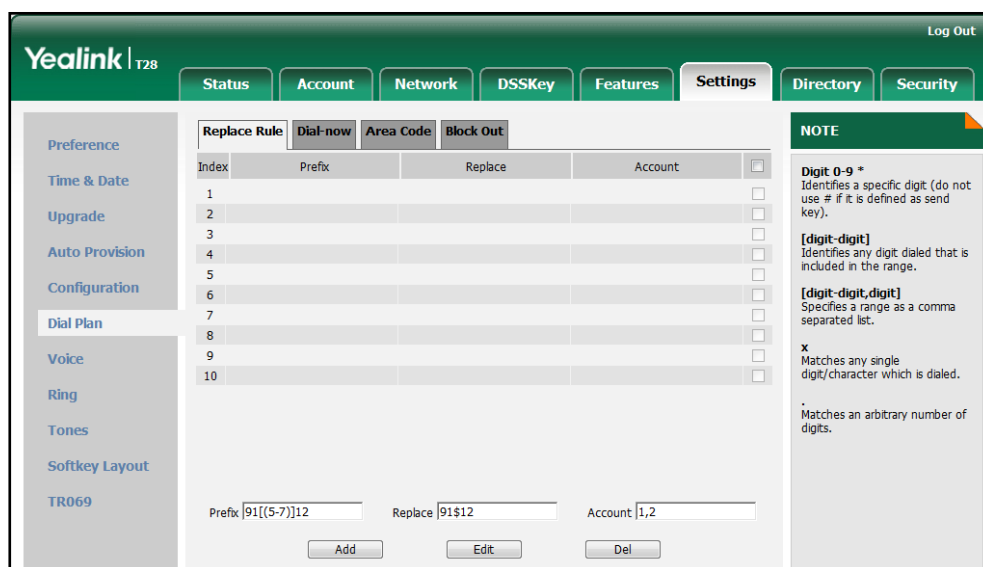 Log Out
Yealink T28
Status Account Network DSSKey Features Settings Directory Security
Preference
Time & Date
Upgrade
Auto Provision
Configuration
Dial Plan
Voice
Ring
Tones
Softkey Layout
TR069
Replace Rule Dial-now Area Code Block Out
Index Prefix Replace Account
1
2
3
4
5
6
7
8
9
10
Prefix 91[(5-7)]12 Replace 91$12 Account 1,2
Add Edit Del
NOTE
Digit 0-9 *
Identifies a specific digit (do not
use # if it is defined as send
key).
[digit-digit]
Identifies any digit dialed that is
included in the range.
[digit-digit,digit]
Specifies a range as a comma
separated list.
x
Matches any single
digit/character which is dialed.
.
Matches an arbitrary number of
digits.